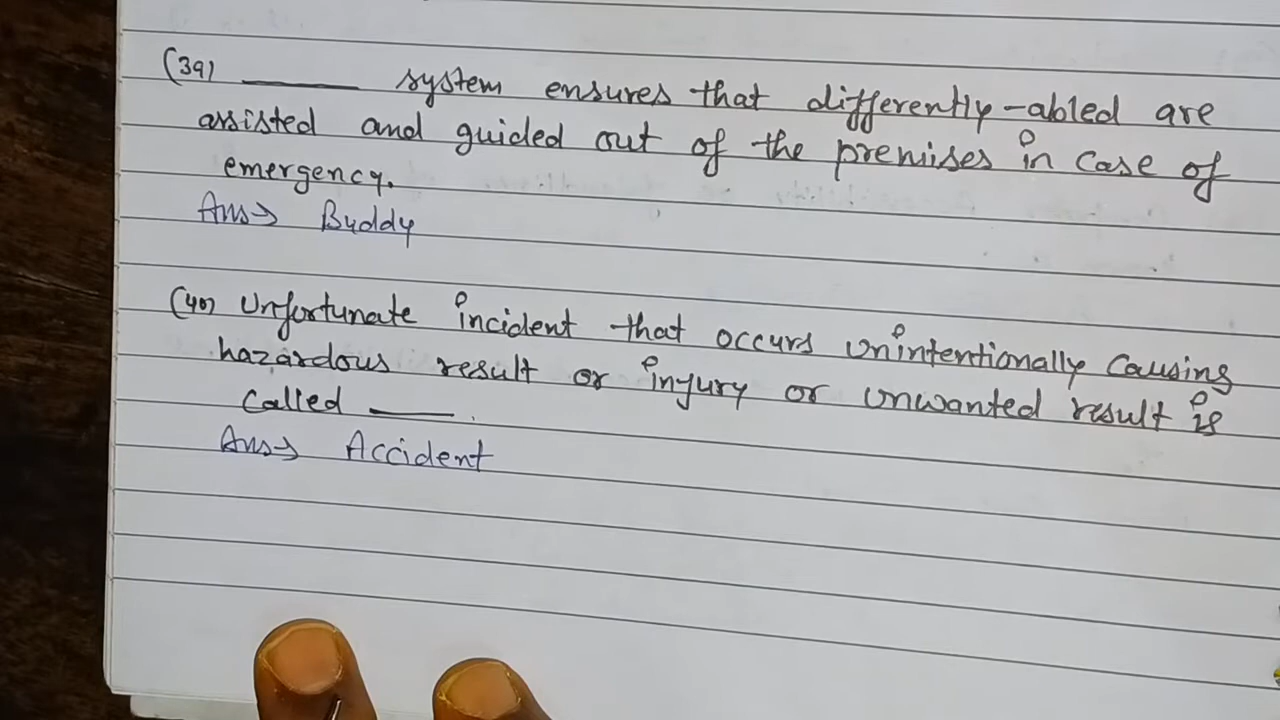 (39) ______ system ensures that differently-abled are
assisted and guided out of the premises in case of
emergency.
Ans→ Buddy
(40) Unfortunate incident that occurs unintentionally causing
hazardous result or injury or unwanted result is
called ____.
Ans→ Accident